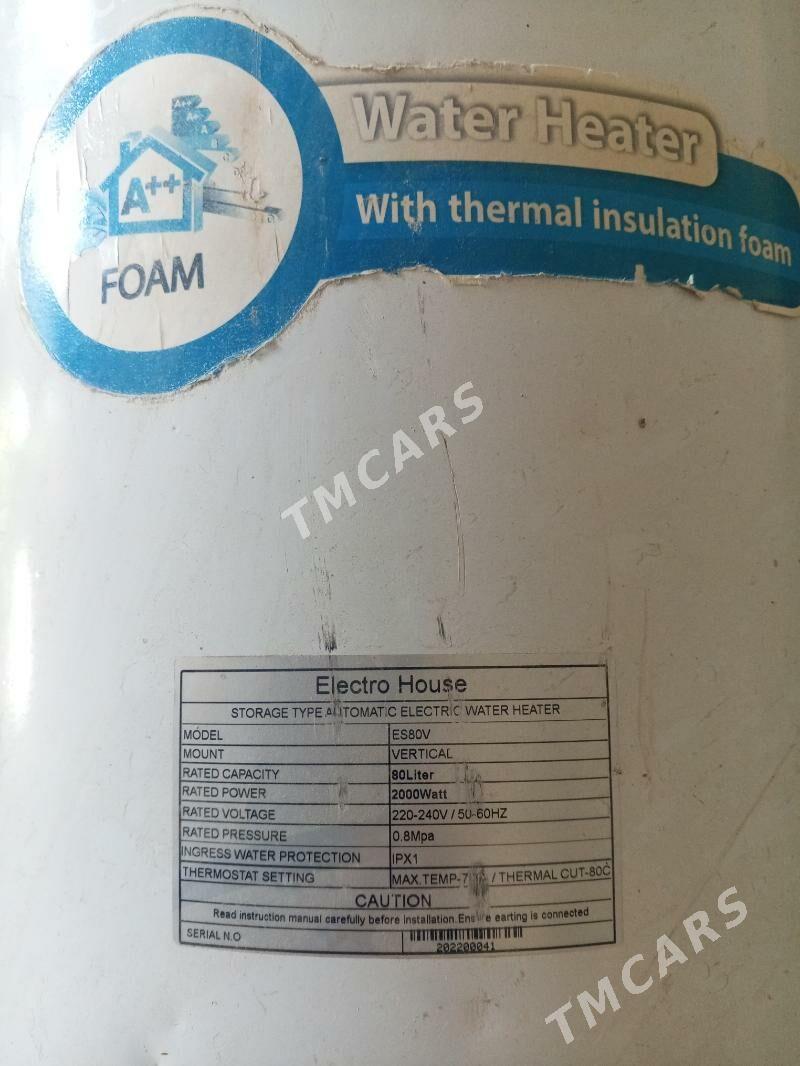 A++
FOAM
Water Heater
With thermal insulation foam
TMCARS
Electro House
STORAGE TYPE AUTOMATIC ELECTRIC WATER HEATER
MODEL ES80V
MOUNT VERTICAL
RATED CAPACITY 80Liter
RATED POWER 2000Watt
RATED VOLTAGE 220-240V / 50-60HZ
RATED PRESSURE 0.8Mpa
INGRESS WATER PROTECTION IPX1
THERMOSTAT SETTING MAX.TEMP- / THERMAL CUT-80C
CAUTION
Read instruction manual carefully before Installation.Ensure earting is connected
SERIAL N.O
202200041
TMCARS